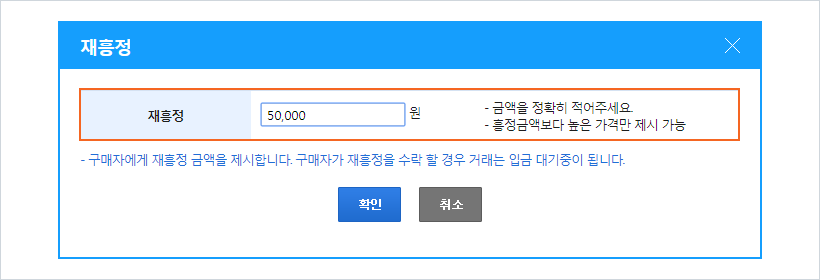 재흥정
재흥정
50,000 원
- 금액을 정확히 적어주세요.
- 흥정금액보다 높은 가격만 제시 가능
- 구매자에게 재흥정 금액을 제시합니다. 구매자가 재흥정을 수락 할 경우 거래는 입금 대기중이 됩니다.
확인 취소